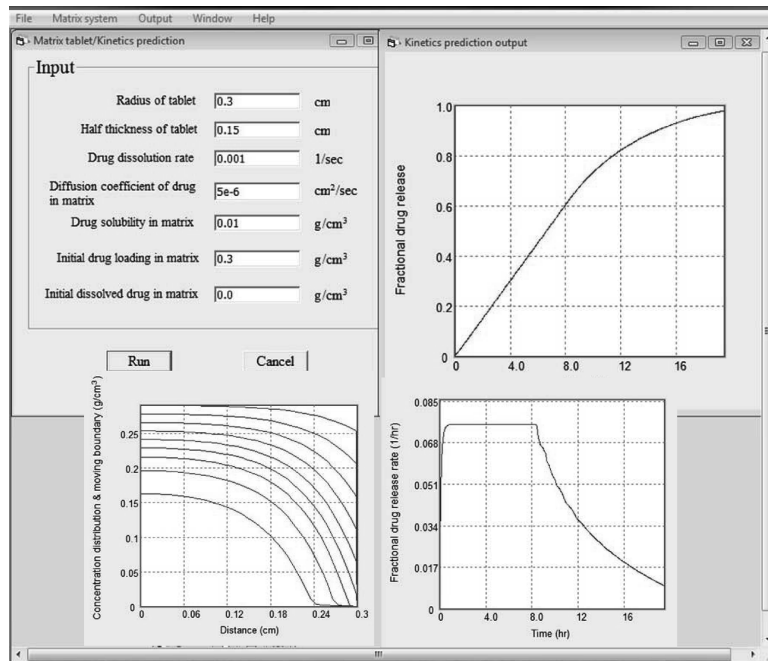 File Matrix system Output Window Help
Matrix tablet/Kinetics prediction
Input
Radius of tablet 0.3 cm
Half thickness of tablet 0.15 cm
Drug dissolution rate 0.001 1/sec
Diffusion coefficient of drug
in matrix 5e-6 cm²/sec
Drug solubility in matrix 0.01 g/cm³
Initial drug loading in matrix 0.3 g/cm³
Initial dissolved drug in matrix 0.0 g/cm³
Run Cancel
Kinetics prediction output
Fractional drug release
1.0
0.8
0.6
0.4
0.2
0
0 4.0 8.0 12 16
Concentration distribution & moving boundary (g/cm³)
0.25
0.2
0.15
0.1
0.05
0
0 0.06 0.12 0.18 0.24 0.3
Distance (cm)
Fractional drug release rate (1/hr)
0.085
0.068
0.051
0.034
0.017
0
0 4.0 8.0 12 16
Time (hr)